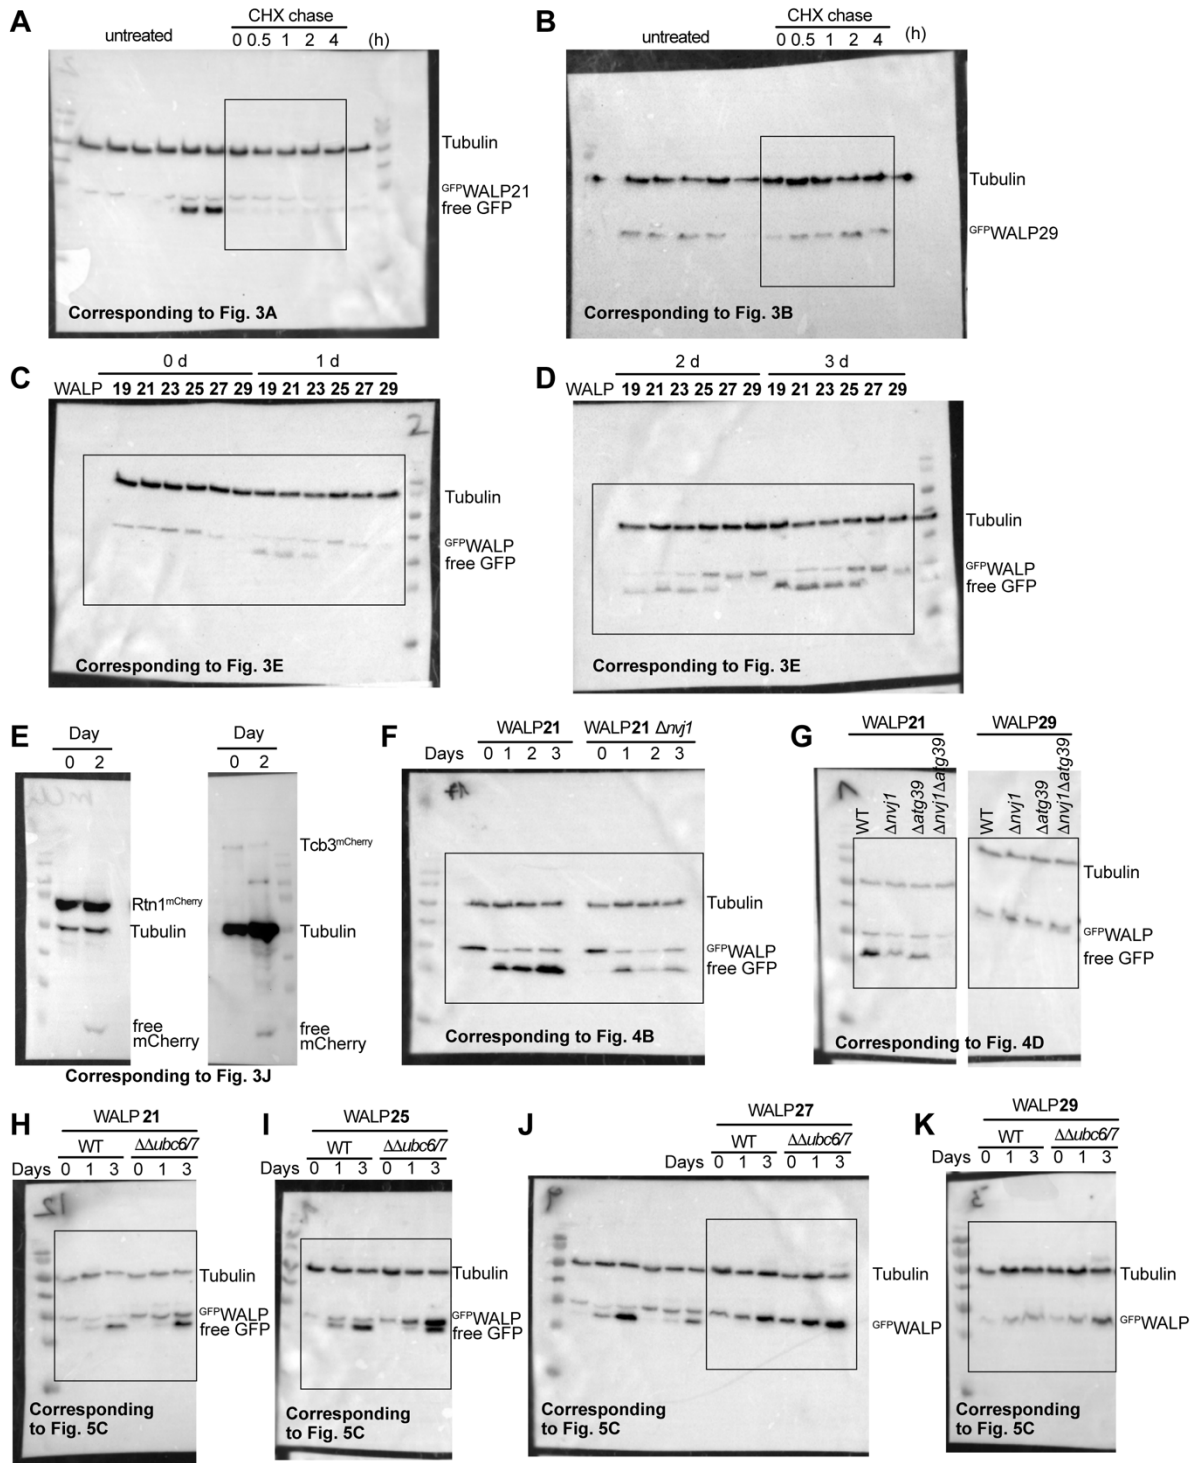 A
CHX chase
untreated
0 0.5 1 2 4 (h)
Tubulin
GFPWALP21
free GFP
Corresponding to Fig. 3A
B
CHX chase
untreated
0 0.5 1 2 4 (h)
Tubulin
GFPWALP29
Corresponding to Fig. 3B
C
0 d 1 d
WALP 19 21 23 25 27 29 19 21 23 25 27 29
2
Tubulin
GFPWALP
free GFP
Corresponding to Fig. 3E
D
2 d 3 d
WALP 19 21 23 25 27 29 19 21 23 25 27 29
Tubulin
GFPWALP
free GFP
Corresponding to Fig. 3E
E
Day
0 2
Rtn1mCherry
Tubulin
free
mCherry
Day
0 2
Tcb3mCherry
Tubulin
free
mCherry
Corresponding to Fig. 3J
F
WALP21 WALP21 Δnvj1
Days 0 1 2 3 0 1 2 3
Tubulin
GFPWALP
free GFP
Corresponding to Fig. 4B
G
WALP21
WT
Δnvj1
Δatg39
Δnvj1Δatg39
WALP29
WT
Δnvj1
Δatg39
Δnvj1Δatg39
Tubulin
GFPWALP
free GFP
Corresponding to Fig. 4D
H
WALP 21
WT ΔΔubc6/7
Days 0 1 3 0 1 3
12
Tubulin
GFPWALP
free GFP
Corresponding
to Fig. 5C
I
WALP25
WT ΔΔubc6/7
Days 0 1 3 0 1 3
Tubulin
GFPWALP
free GFP
Corresponding
to Fig. 5C
J
WALP27
WT ΔΔubc6/7
Days 0 1 3 0 1 3
Tubulin
GFPWALP
Corresponding
to Fig. 5C
K
WALP29
WT ΔΔubc6/7
Days 0 1 3 0 1 3
3
Tubulin
GFPWALP
Corresponding
to Fig. 5C